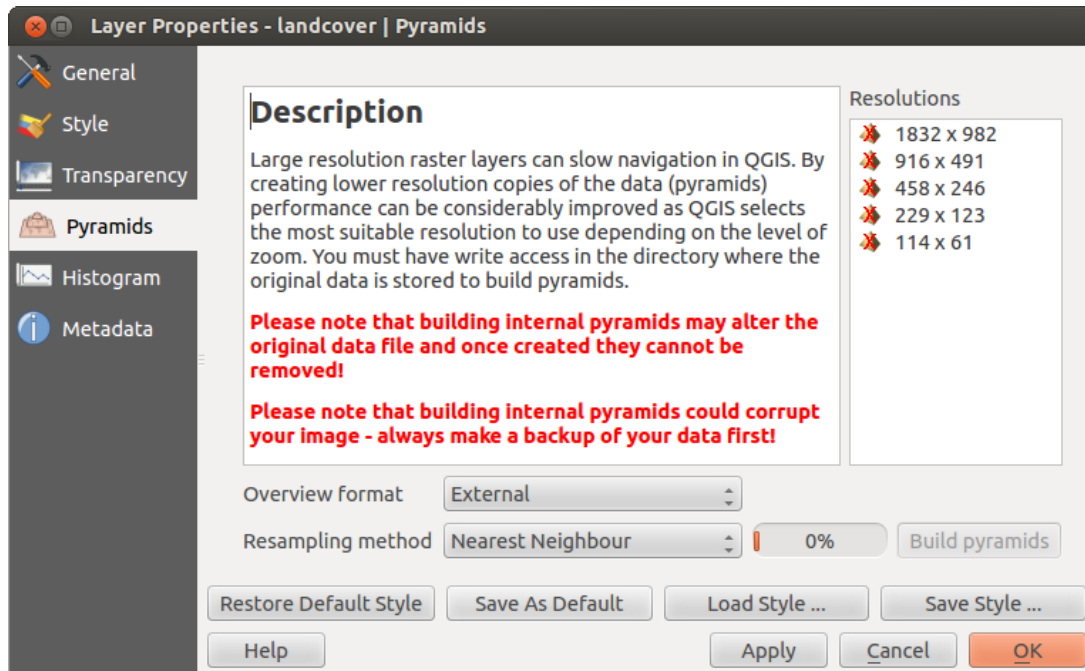 Layer Properties - landcover | Pyramids
General
Style
Transparency
Pyramids
Histogram
Metadata
Description
Large resolution raster layers can slow navigation in QGIS. By
creating lower resolution copies of the data (pyramids)
performance can be considerably improved as QGIS selects
the most suitable resolution to use depending on the level of
zoom. You must have write access in the directory where the
original data is stored to build pyramids.
Please note that building internal pyramids may alter the
original data file and once created they cannot be
removed!
Please note that building internal pyramids could corrupt
your image - always make a backup of your data first!
Resolutions
1832 x 982
916 x 491
458 x 246
229 x 123
114 x 61
Overview format External
Resampling method Nearest Neighbour 0% Build pyramids
Restore Default Style Save As Default Load Style ... Save Style ...
Help Apply Cancel OK